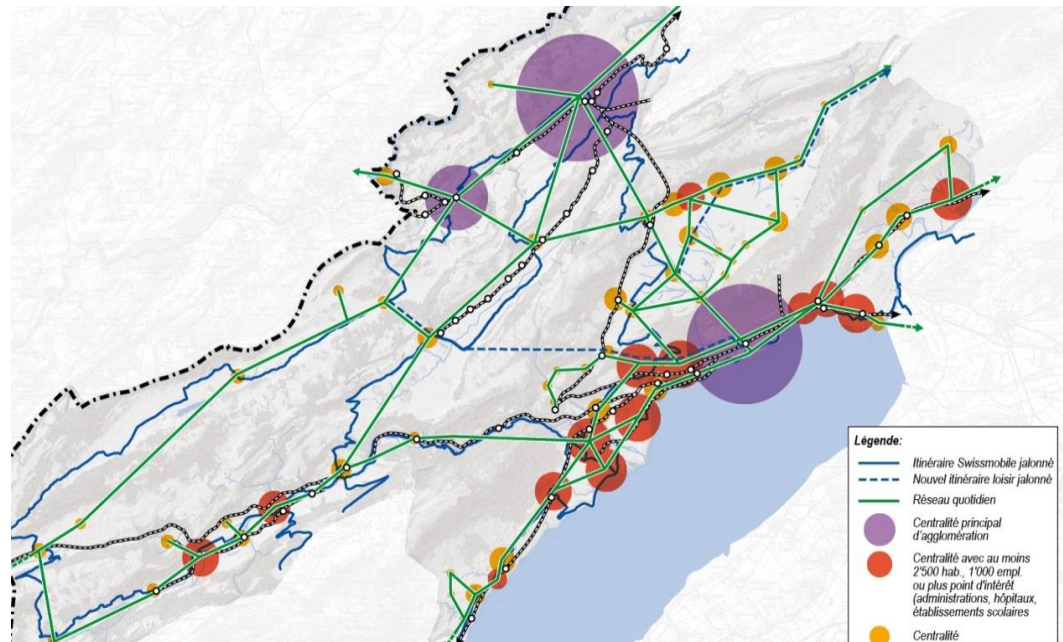 Légende:
Itinéraire Swissmobile jalonné
Nouvel itinéraire loisir jalonné
Réseau quotidien
Centralité principal
d'agglomération
Centralité avec au moins
2'500 hab., 1'000 empl.
ou plus point d'intérêt
(administrations, hôpitaux,
établissements scolaires
Centralité